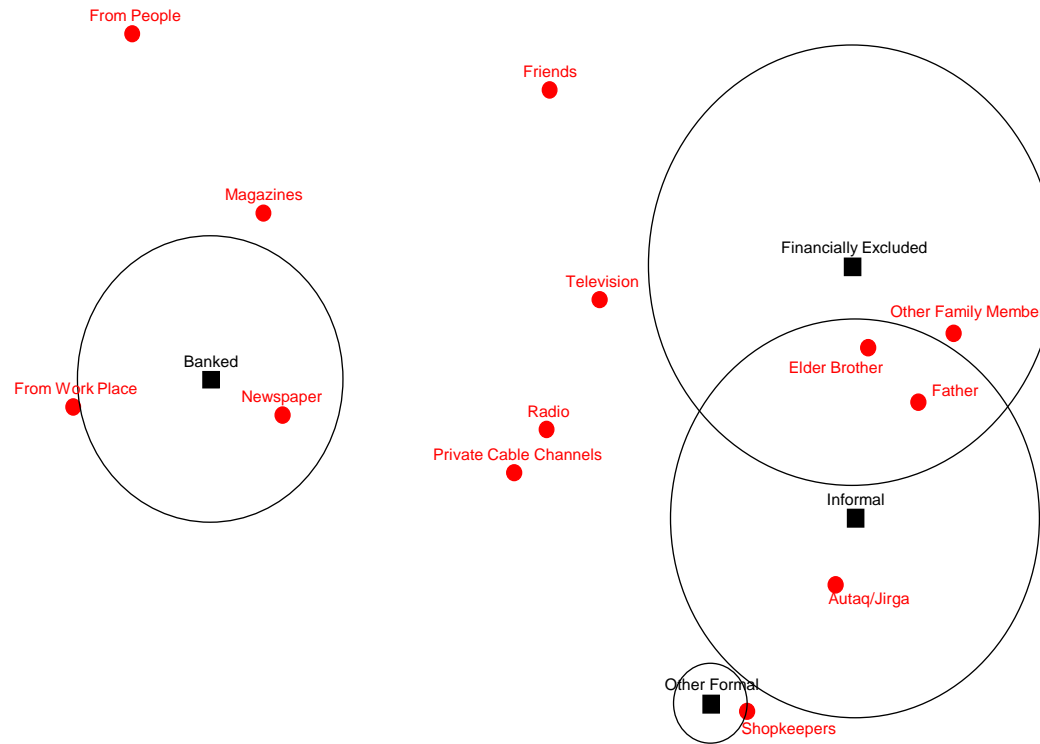 From People
Friends
Magazines
Financially Excluded
Television
Other Family Membe
Banked
Elder Brother
From Work Place
Newspaper
Father
Radio
Private Cable Channels
Informal
Autaq/Jirga
Other Formal
Shopkeepers